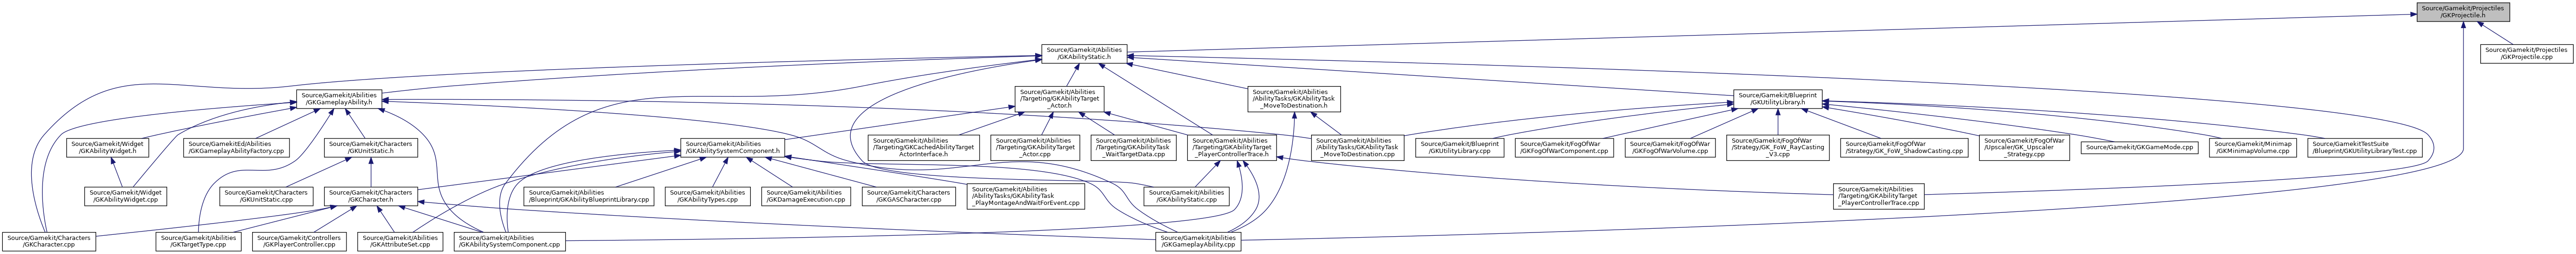 Source/Gamekit/Projectiles
/GKProjectile.h
Source/Gamekit/Abilities
/GKAbilityStatic.h
Source/Gamekit/Projectiles
/GKProjectile.cpp
Source/Gamekit/Abilities
/GKGameplayAbility.h
Source/Gamekit/Abilities
/Targeting/GKAbilityTarget
_Actor.h
Source/Gamekit/Abilities
/AbilityTasks/GKAbilityTask
_MoveToDestination.h
Source/Gamekit/Blueprint
/GKUtilityLibrary.h
Source/Gamekit/Widget
/GKAbilityWidget.h
Source/GamekitEd/Abilities
/GKGameplayAbilityFactory.cpp
Source/Gamekit/Characters
/GKUnitStatic.h
Source/Gamekit/Abilities
/GKAbilitySystemComponent.h
Source/Gamekit/Abilities
/Targeting/GKCachedAbilityTarget
ActorInterface.h
Source/Gamekit/Abilities
/Targeting/GKAbilityTarget
_Actor.cpp
Source/Gamekit/Abilities
/Targeting/GKAbilityTask
_WaitTargetData.cpp
Source/Gamekit/Abilities
/Targeting/GKAbilityTarget
_PlayerControllerTrace.h
Source/Gamekit/Abilities
/AbilityTasks/GKAbilityTask
_MoveToDestination.cpp
Source/Gamekit/Blueprint
/GKUtilityLibrary.cpp
Source/Gamekit/FogOfWar
/GKFogOfWarComponent.cpp
Source/Gamekit/FogOfWar
/GKFogOfWarVolume.cpp
Source/Gamekit/FogOfWar
/Strategy/GK_FoW_RayCasting
_V3.cpp
Source/Gamekit/FogOfWar
/Strategy/GK_FoW_ShadowCasting.cpp
Source/Gamekit/FogOfWar
/Upscaler/GK_Upscaler
_Strategy.cpp
Source/Gamekit/GKGameMode.cpp
Source/Gamekit/Minimap
/GKMinimapVolume.cpp
Source/GamekitTestSuite
/Blueprint/GKUtilityLibraryTest.cpp
Source/Gamekit/Widget
/GKAbilityWidget.cpp
Source/Gamekit/Characters
/GKUnitStatic.cpp
Source/Gamekit/Characters
/GKCharacter.h
Source/Gamekit/Abilities
/Blueprint/GKAbilityBlueprintLibrary.cpp
Source/Gamekit/Abilities
/GKAbilityTypes.cpp
Source/Gamekit/Abilities
/GKDamageExecution.cpp
Source/Gamekit/Characters
/GKGASCharacter.cpp
Source/Gamekit/Abilities
/AbilityTasks/GKAbilityTask
_PlayMontageAndWaitForEvent.cpp
Source/Gamekit/Abilities
/GKAbilityStatic.cpp
Source/Gamekit/Abilities
/Targeting/GKAbilityTarget
_PlayerControllerTrace.cpp
Source/Gamekit/Characters
/GKCharacter.cpp
Source/Gamekit/Abilities
/GKTargetType.cpp
Source/Gamekit/Controllers
/GKPlayerController.cpp
Source/Gamekit/Abilities
/GKAttributeSet.cpp
Source/Gamekit/Abilities
/GKAbilitySystemComponent.cpp
Source/Gamekit/Abilities
/GKGameplayAbility.cpp